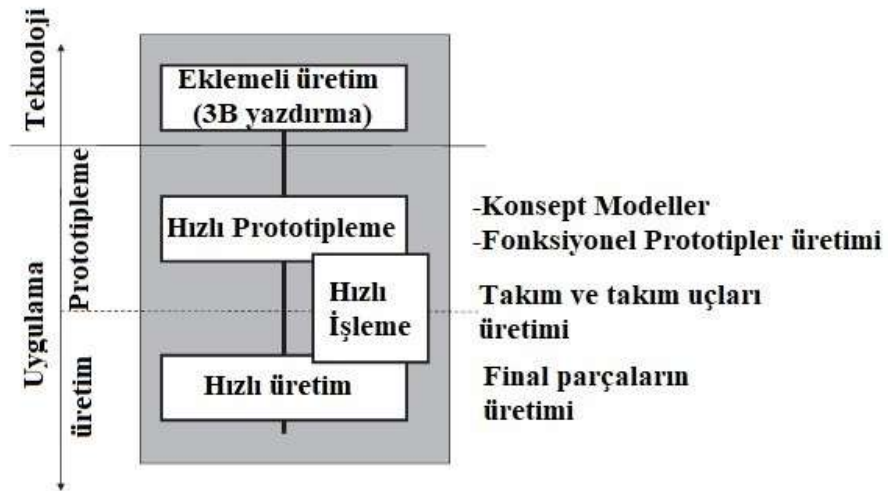 Teknoloji
Eklemeli üretim
(3B yazdırma)
Uygulama
Prototipleme
Hızlı Prototipleme
-Konsept Modeller
-Fonksiyonel Prototipler üretimi
Hızlı
İşleme
Takım ve takım uçları
üretimi
üretim
Hızlı üretim
Final parçaların
üretimi